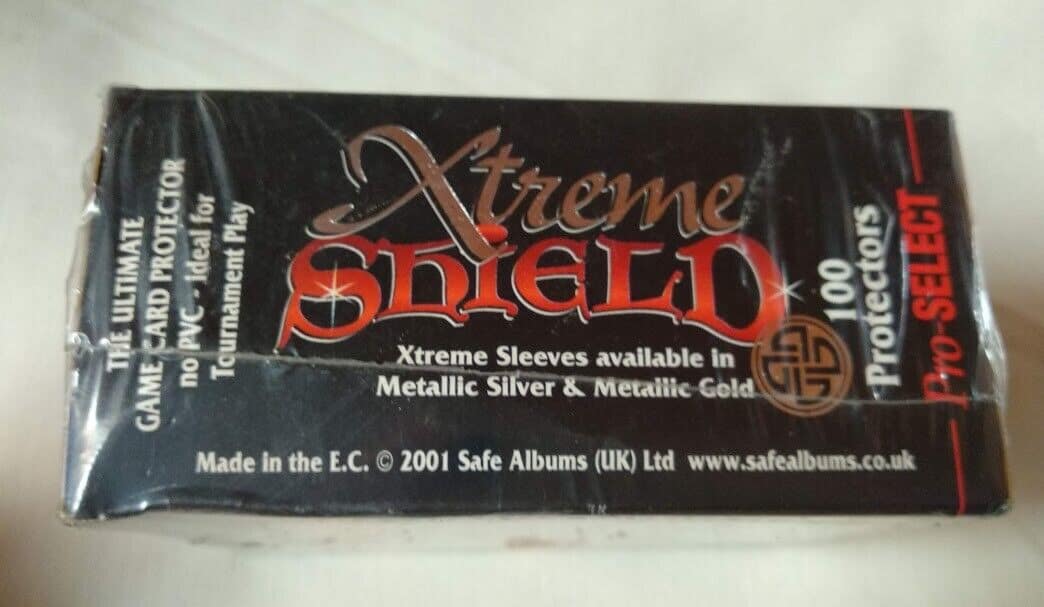 THE ULTIMATE
GAME CARD PROTECTOR
no PVC - ideal for
Tournament Play
Xtreme
SHIELD
Xtreme Sleeves available in
Metallic Silver & Metallic Gold
100
Protectors
Pro-SELECT
Made in the E.C. © 2001 Safe Albums (UK) Ltd www.safealbums.co.uk